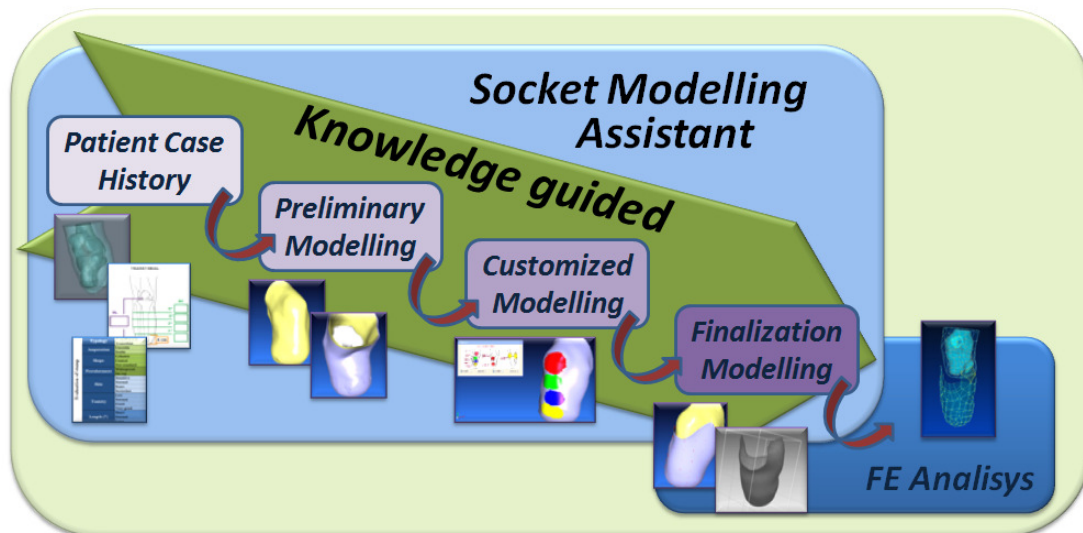 Socket Modelling
Assistant
Knowledge guided
Patient Case
History
Preliminary
Modelling
Customized
Modelling
Finalization
Modelling
FE Analisys